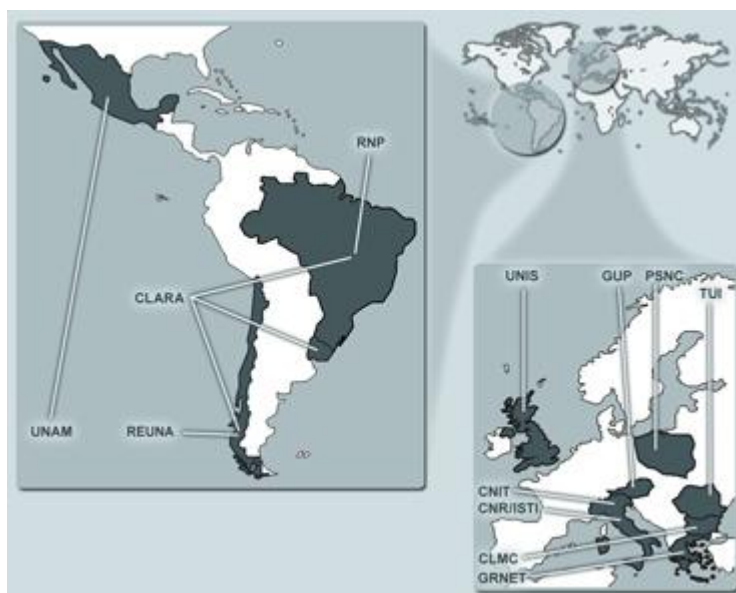 RNP
CLARA
UNAM
REUNA
UNIS
GUP
PSNC
TUI
CNIT
CNR/ISTI
CLMC
GRNET